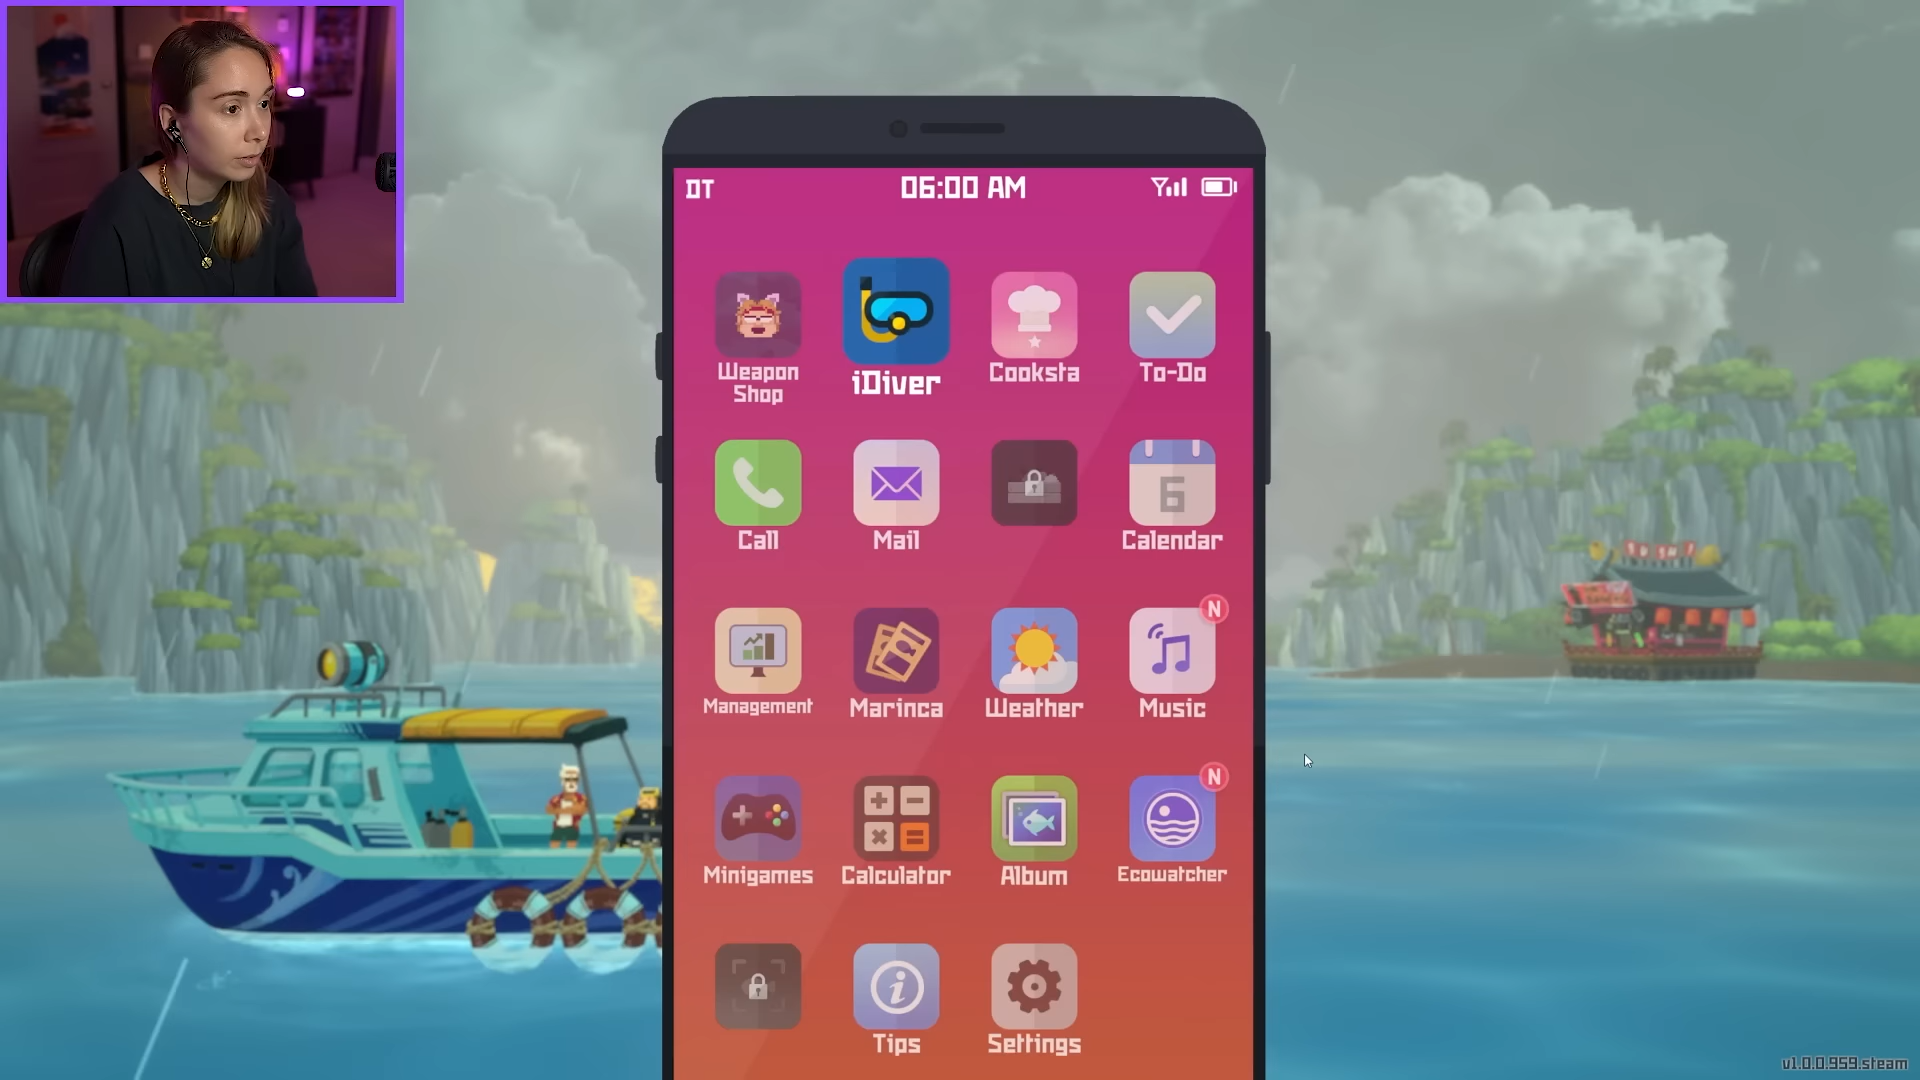 DT
06:00 AM
Weapon
Shop
iDiver
Cooksta
To-Do
Call
Mail
6
Calendar
Management
Marinca
Weather
N
Music
Minigames
Calculator
Album
N
Ecowatcher
Tips
Settings
v1.0.0.959.steam